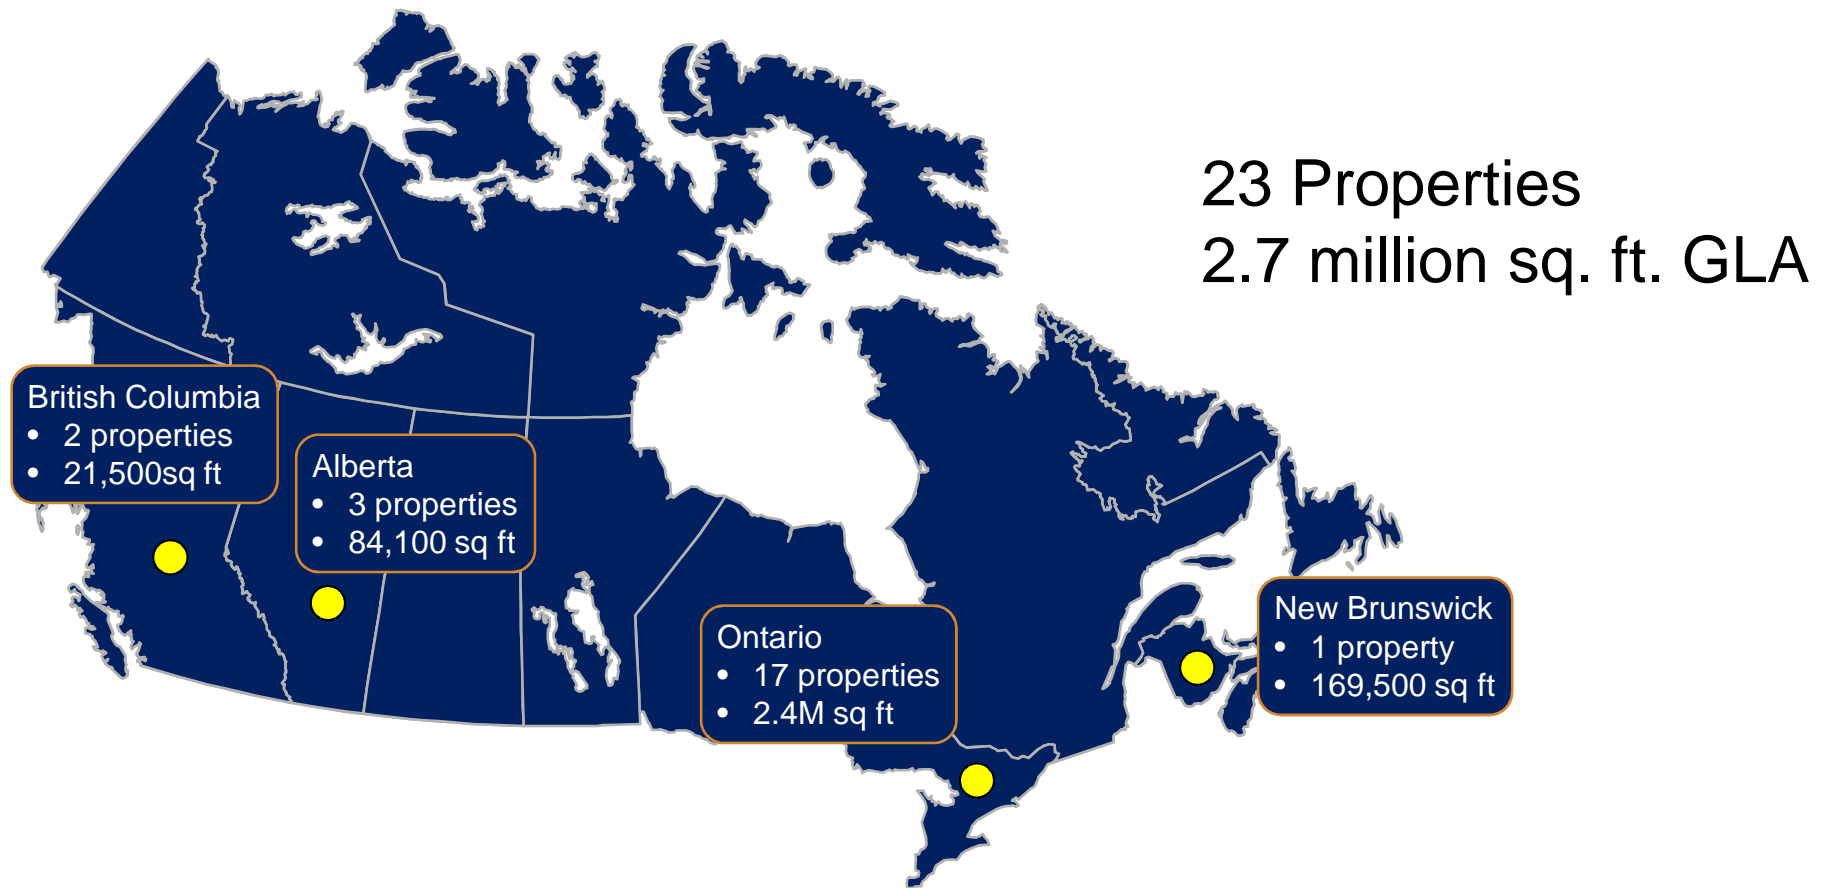 23 Properties
2.7 million sq. ft. GLA
British Columbia
• 2 properties
• 21,500sq ft
Alberta
• 3 properties
• 84,100 sq ft
Ontario
• 17 properties
• 2.4M sq ft
New Brunswick
• 1 property
• 169,500 sq ft